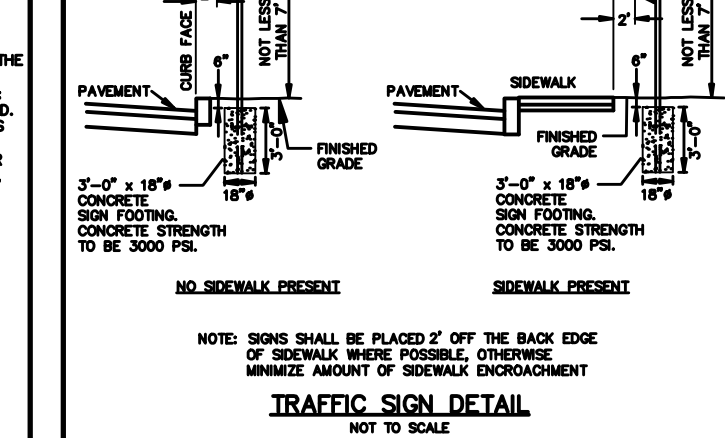 THE
D.
S
R
CURB FACE
6"
NOT LESS
THAN 7'
PAVEMENT
3'-0"
FINISHED
GRADE
18"ø
3'-0" x 18"ø
CONCRETE
SIGN FOOTING.
CONCRETE STRENGTH
TO BE 3000 PSI.
NO SIDEWALK PRESENT
2'
6"
NOT LESS
THAN 7'
PAVEMENT
SIDEWALK
FINISHED
GRADE
3'-0"
18"ø
3'-0" x 18"ø
CONCRETE
SIGN FOOTING.
CONCRETE STRENGTH
TO BE 3000 PSI.
SIDEWALK PRESENT
NOTE: SIGNS SHALL BE PLACED 2' OFF THE BACK EDGE
OF SIDEWALK WHERE POSSIBLE, OTHERWISE
MINIMIZE AMOUNT OF SIDEWALK ENCROACHMENT
TRAFFIC SIGN DETAIL
NOT TO SCALE